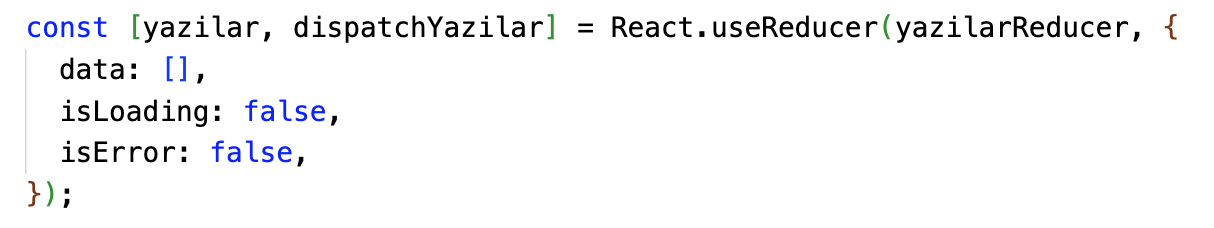 const [yazilar, dispatchYazilar] = React.useReducer(yazilarReducer, {
  data: [],
  isLoading: false,
  isError: false,
});